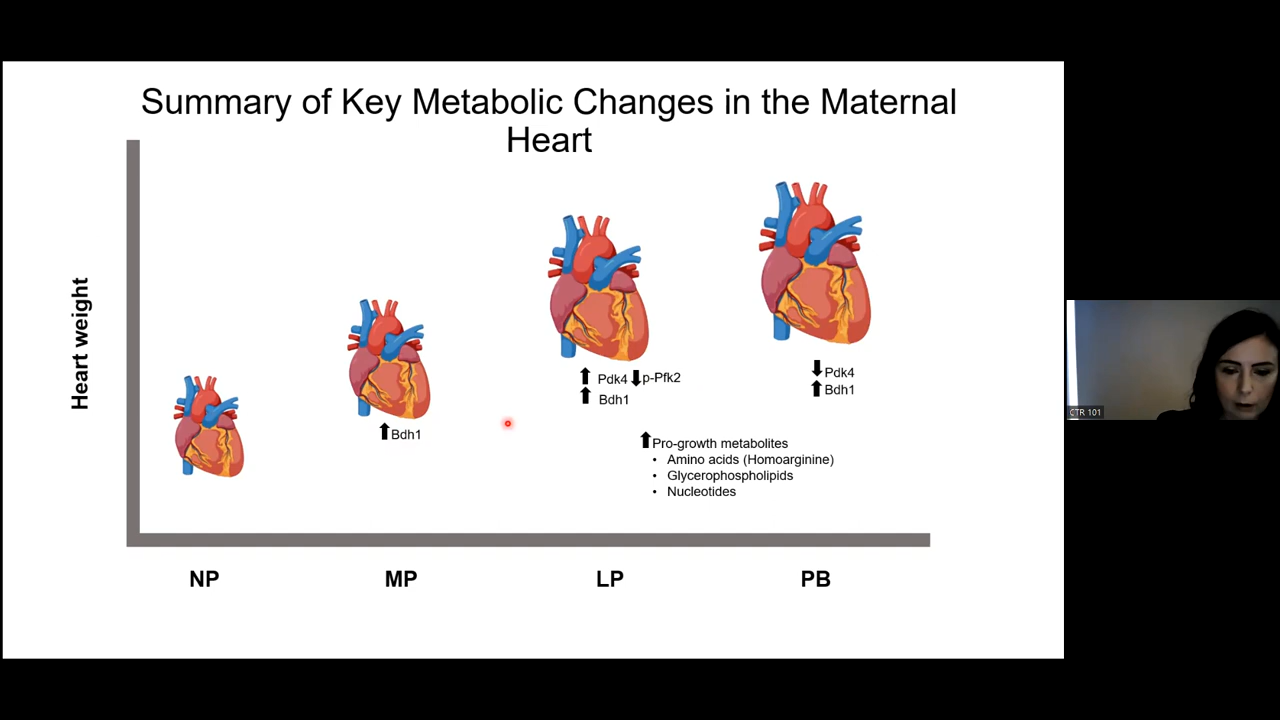 Summary of Key Metabolic Changes in the Maternal
Heart
Heart weight
Bdh1
Pdk4 p-Pfk2
Bdh1
Pdk4
Bdh1
Pro-growth metabolites
• Amino acids (Homoarginine)
• Glycerophospholipids
• Nucleotides
NP MP LP PB
CTR 101